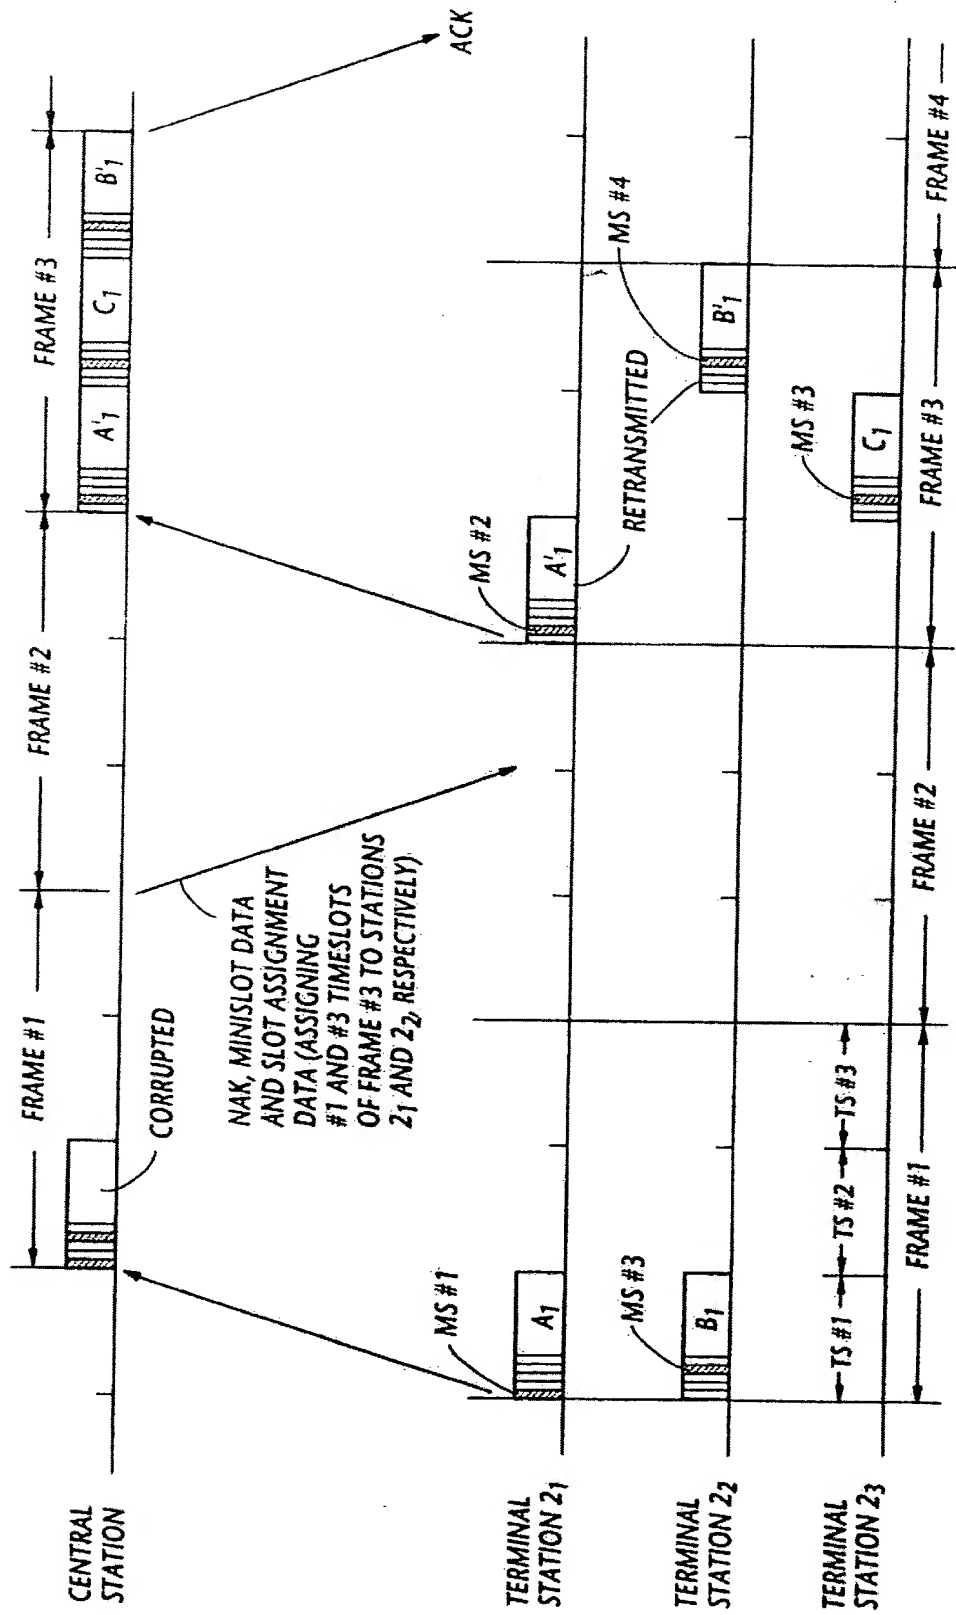 CENTRAL
STATION
FRAME #1
FRAME #2
FRAME #3
A'1
C1
B'1
CORRUPTED
ACK
NAK, MINISLOT DATA
AND SLOT ASSIGNMENT
DATA (ASSIGNING
#1 AND #3 TIMESLOTS
OF FRAME #3 TO STATIONS
21 AND 22, RESPECTIVELY)
TERMINAL
STATION 21
MS #1
A1
MS #2
A'1
RETRANSMITTED
TERMINAL
STATION 22
MS #3
B1
MS #4
B'1
TERMINAL
STATION 23
TS #1
TS #2
TS #3
MS #3
C1
FRAME #1
FRAME #2
FRAME #3
FRAME #4